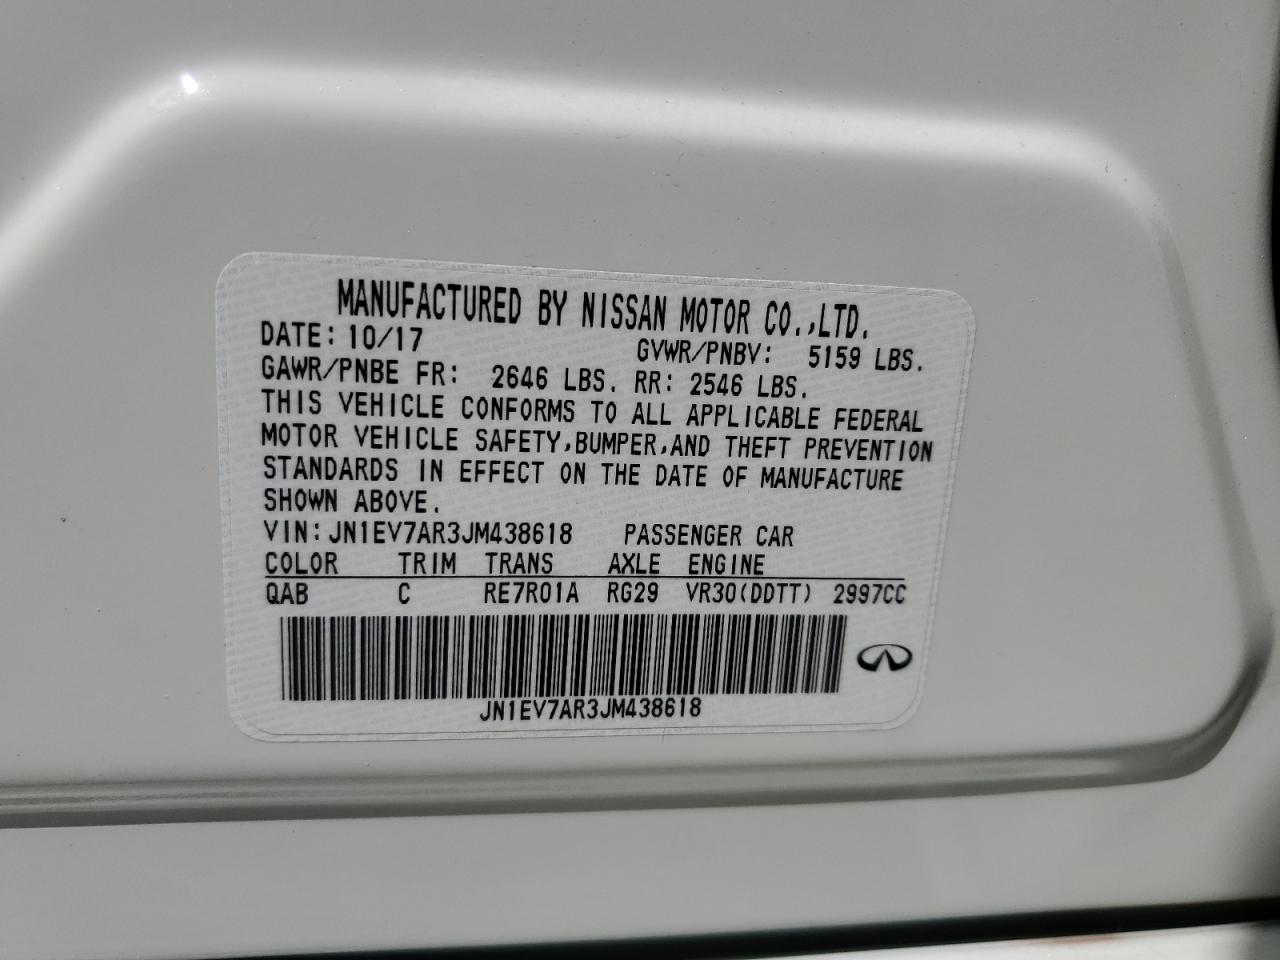 MANUFACTURED BY NISSAN MOTOR CO.,LTD.
DATE: 10/17 GVWR/PNBV: 5159 LBS.
GAWR/PNBE FR: 2646 LBS. RR: 2546 LBS.
THIS VEHICLE CONFORMS TO ALL APPLICABLE FEDERAL
MOTOR VEHICLE SAFETY,BUMPER,AND THEFT PREVENTION
STANDARDS IN EFFECT ON THE DATE OF MANUFACTURE
SHOWN ABOVE.
VIN: JN1EV7AR3JM438618 PASSENGER CAR
COLOR TRIM TRANS AXLE ENGINE
QAB C RE7R01A RG29 VR30(DDTT) 2997CC
JN1EV7AR3JM438618